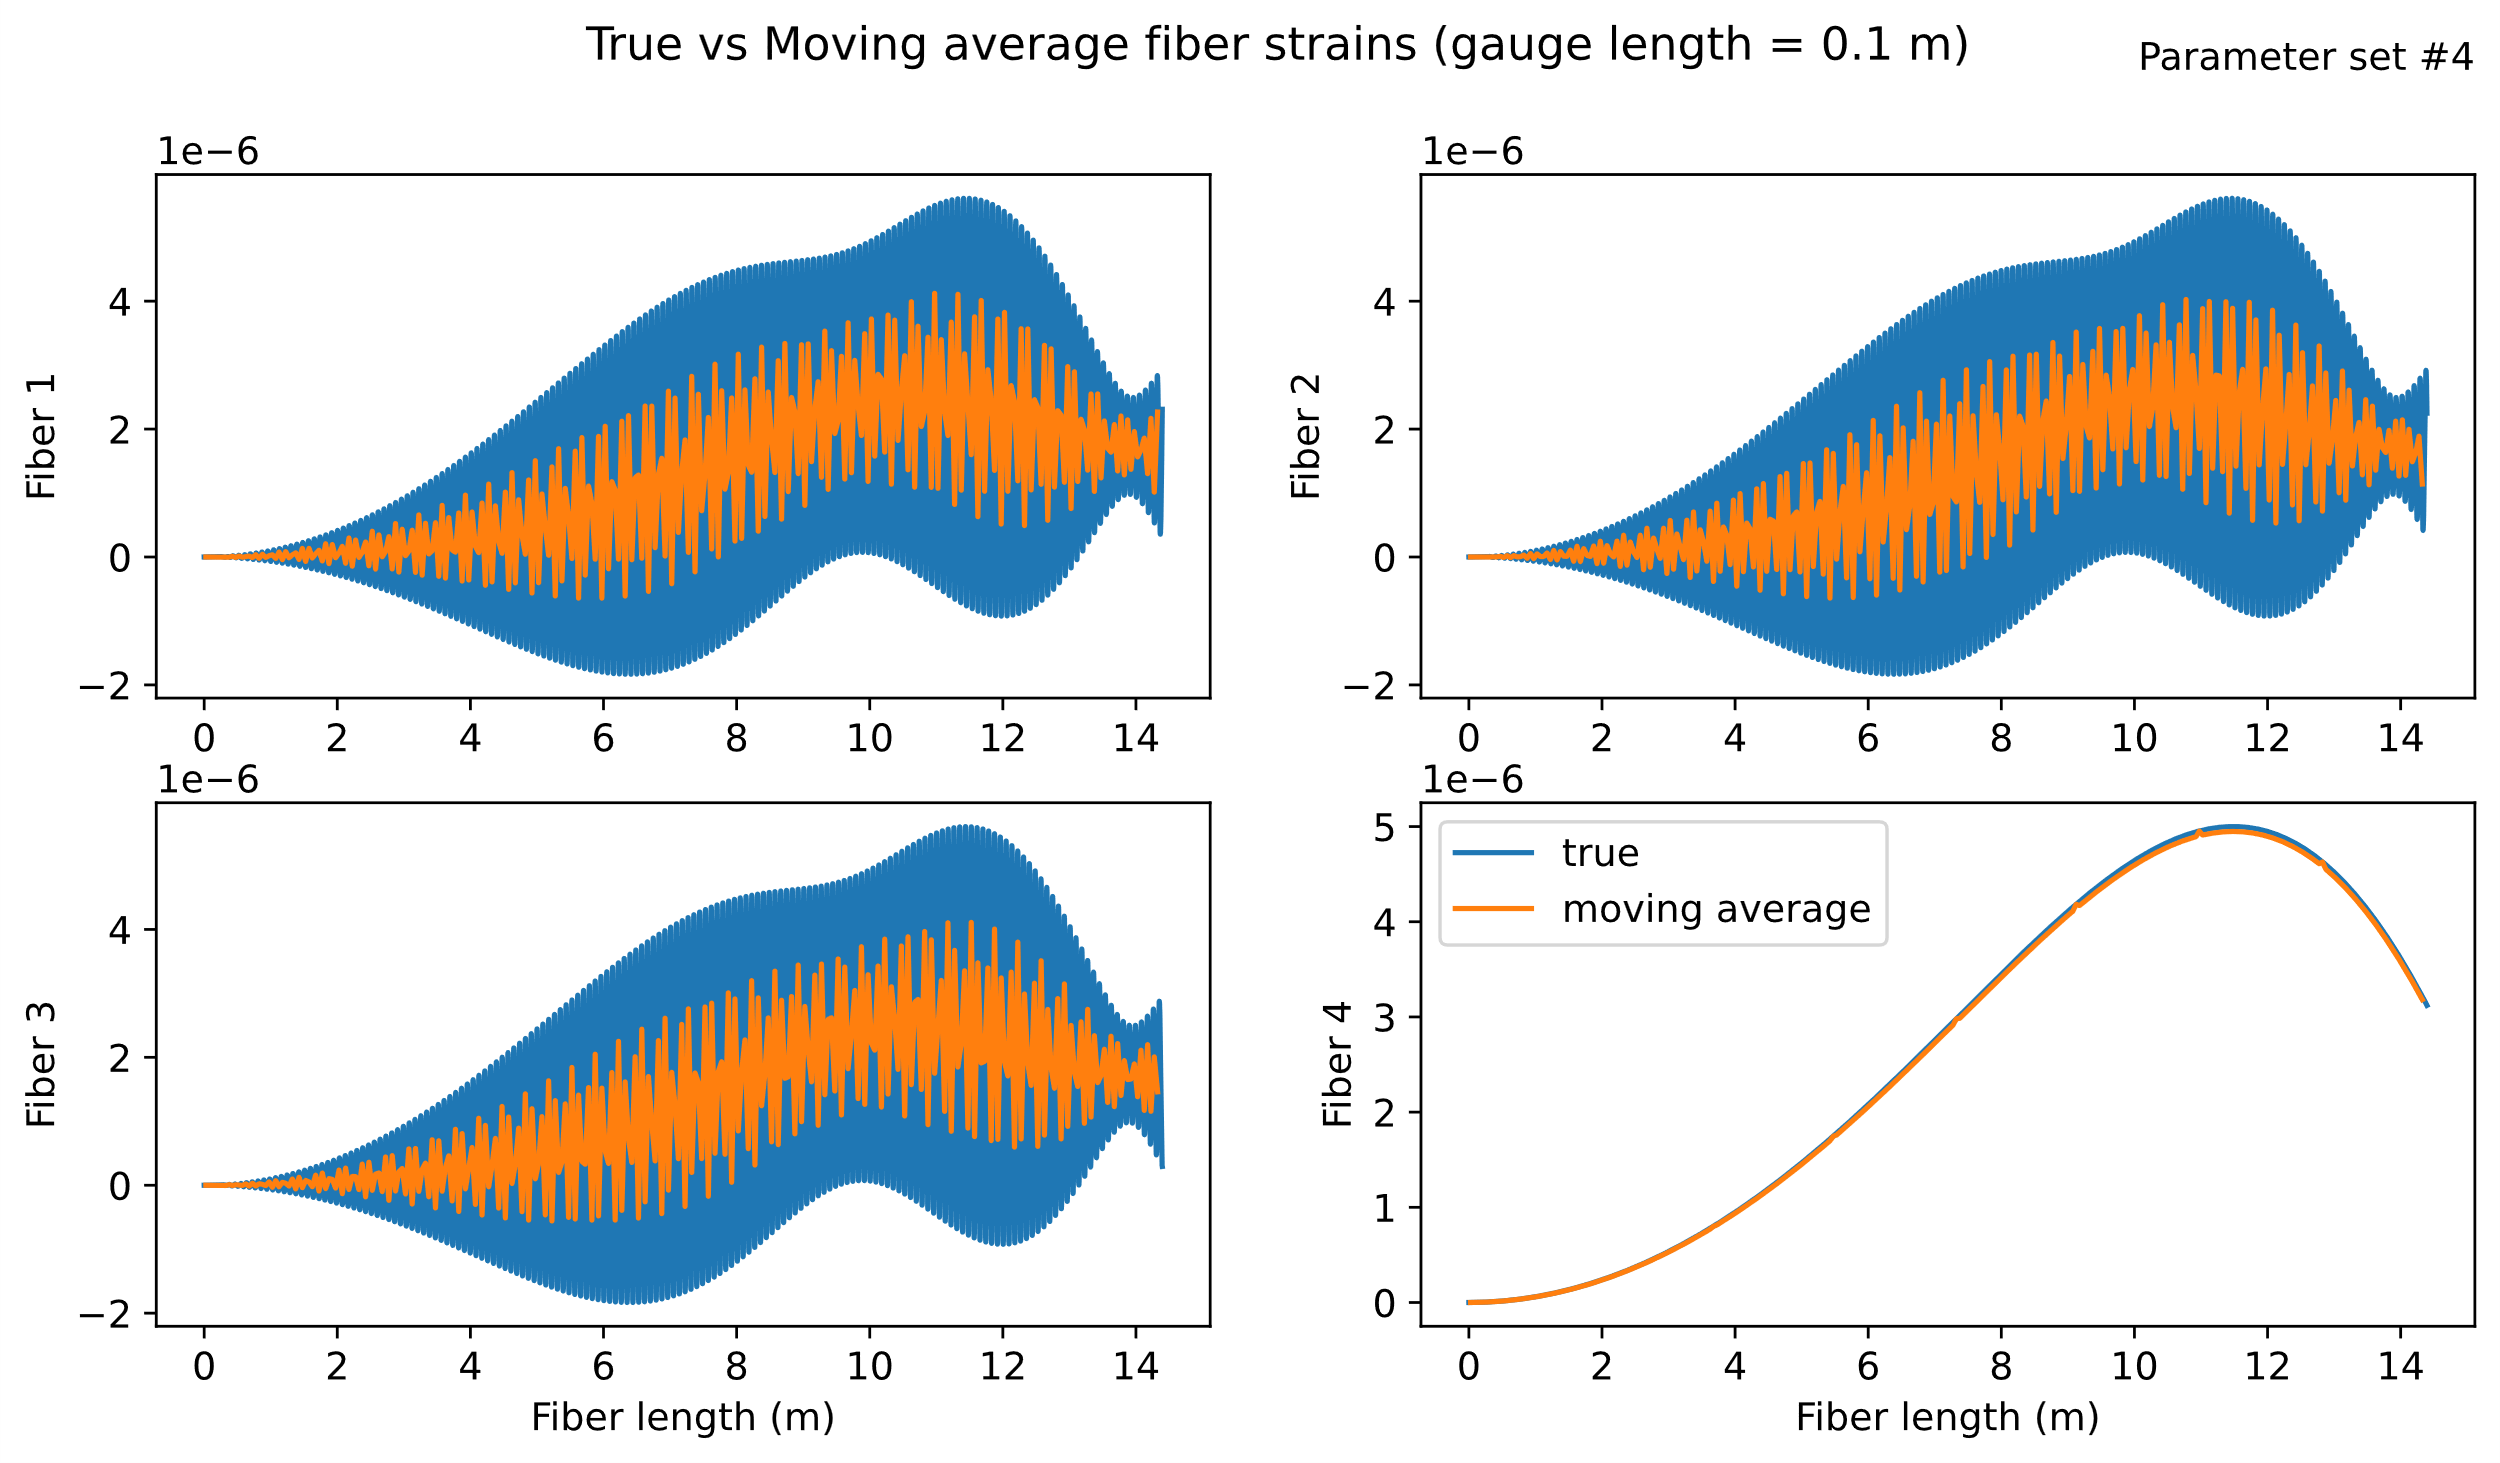 True vs Moving average fiber strains (gauge length = 0.1 m)
Parameter set #4
1e−6
Fiber 1
4
2
0
−2
0 2 4 6 8 10 12 14
1e−6
Fiber 2
4
2
0
−2
0 2 4 6 8 10 12 14
1e−6
Fiber 3
4
2
0
−2
0 2 4 6 8 10 12 14
Fiber length (m)
1e−6
Fiber 4
5
4
3
2
1
0
true
moving average
0 2 4 6 8 10 12 14
Fiber length (m)